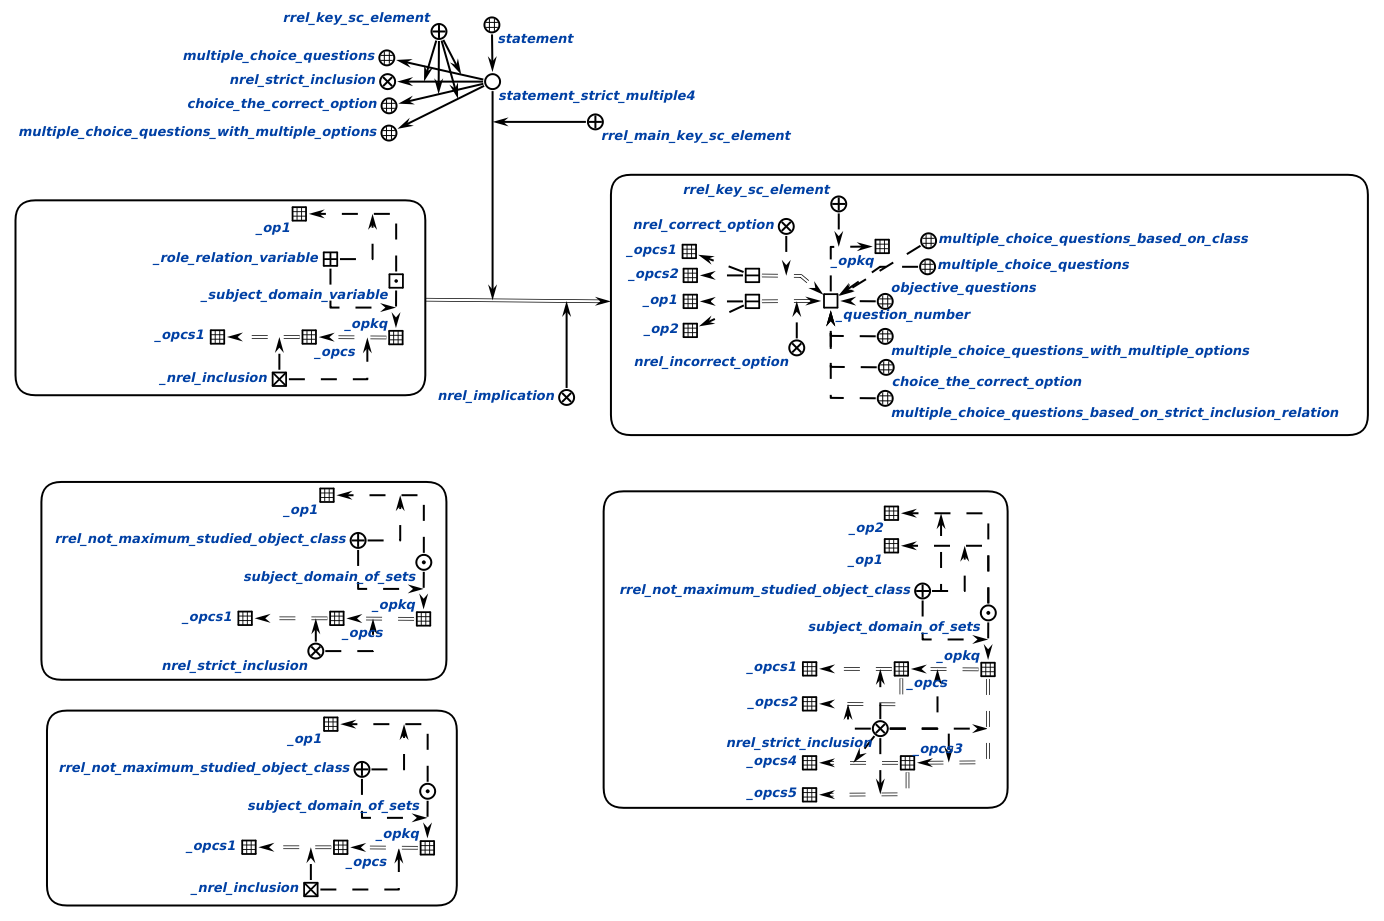 rrel_key_sc_element
statement
multiple_choice_questions
nrel_strict_inclusion
statement_strict_multiple4
choice_the_correct_option
multiple_choice_questions_with_multiple_options
rrel_main_key_sc_element
_op1
_role_relation_variable
_subject_domain_variable
_opkq
_opcs1
_opcs
_nrel_inclusion
nrel_implication
rrel_key_sc_element
nrel_correct_option
multiple_choice_questions_based_on_class
_opcs1
_opkq
multiple_choice_questions
_opcs2
objective_questions
_op1
_question_number
_op2
multiple_choice_questions_with_multiple_options
nrel_incorrect_option
choice_the_correct_option
multiple_choice_questions_based_on_strict_inclusion_relation
_op1
rrel_not_maximum_studied_object_class
subject_domain_of_sets
_opkq
_opcs1
_opcs
nrel_strict_inclusion
_op2
_op1
rrel_not_maximum_studied_object_class
subject_domain_of_sets
_opkq
_opcs1
_opcs
_opcs2
nrel_strict_inclusion
_opcs3
_opcs4
_opcs5
_op1
rrel_not_maximum_studied_object_class
subject_domain_of_sets
_opkq
_opcs1
_opcs
_nrel_inclusion